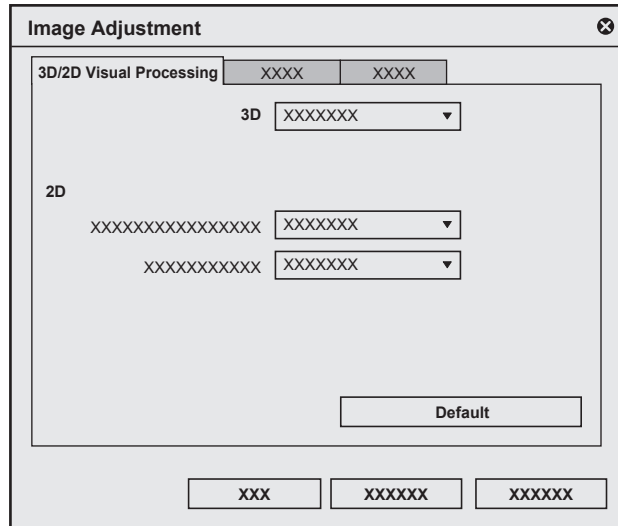 Image Adjustment
3D/2D Visual Processing XXXX XXXX
3D XXXXXXX
2D
XXXXXXXXXXXXXXXX XXXXXXX
XXXXXXXXXXX XXXXXXX
Default
XXX XXXXXX XXXXXX